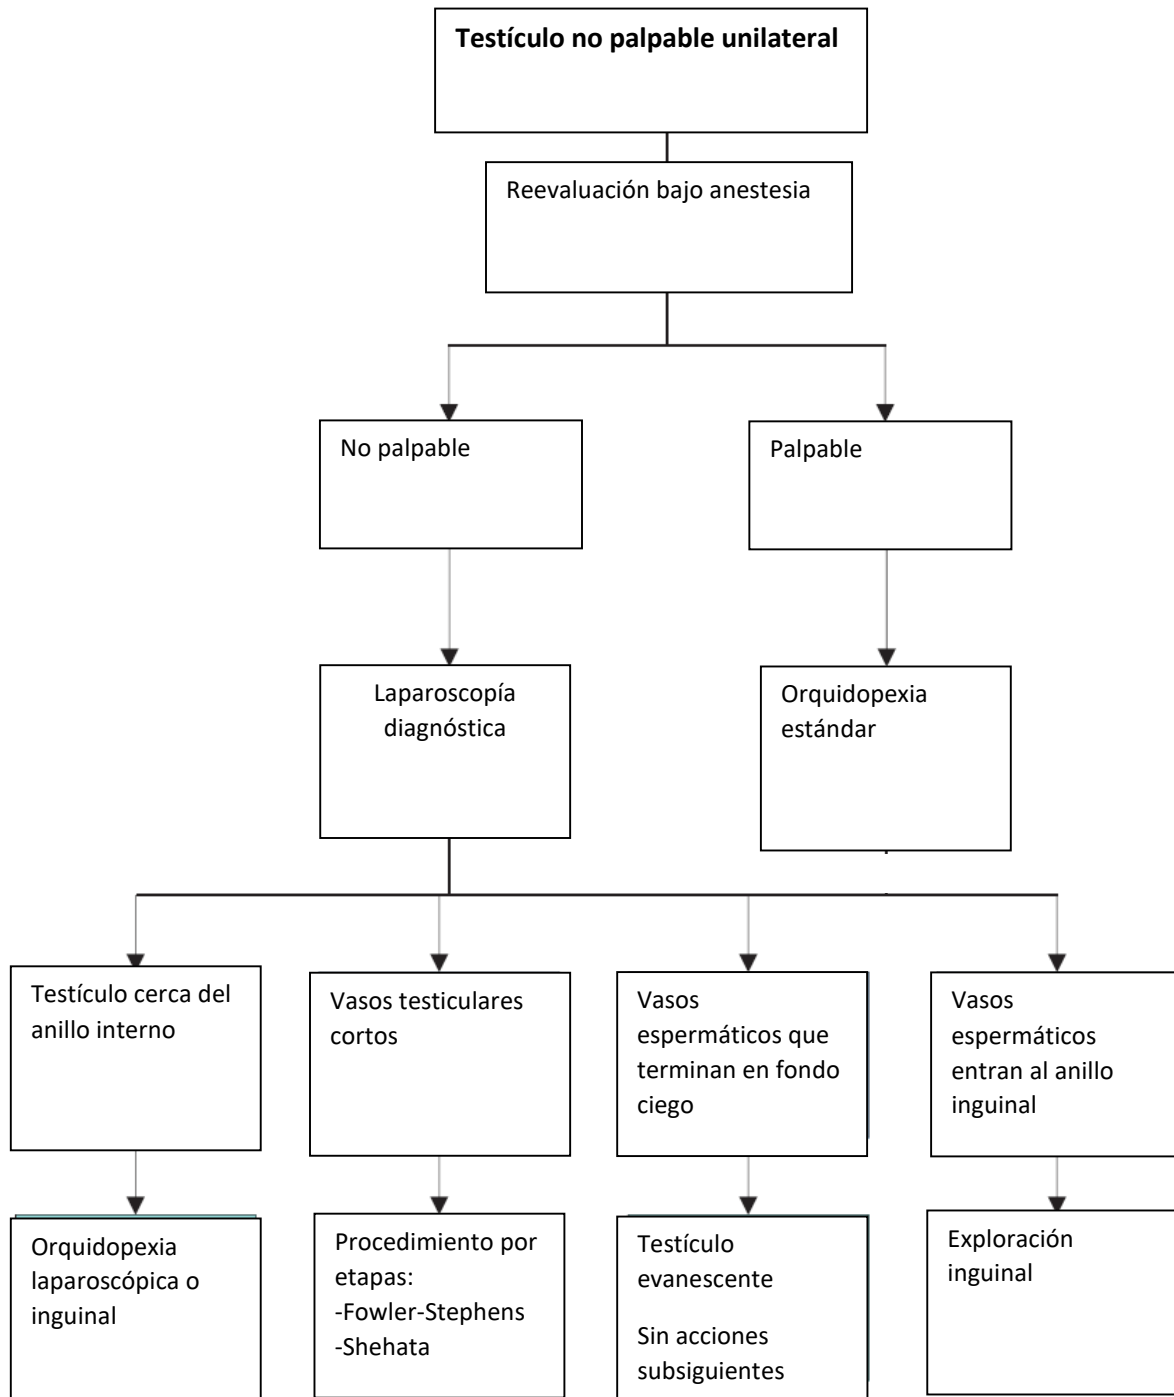 Testículo no palpable unilateral
Reevaluación bajo anestesia
No palpable
Palpable
Laparoscopía
diagnóstica
Orquidopexia
estándar
Testículo cerca del
anillo interno
Vasos testiculares
cortos
Vasos
espermáticos que
terminan en fondo
ciego
Vasos
espermáticos
entran al anillo
inguinal
Orquidopexia
laparoscópica o
inguinal
Procedimiento por
etapas:
-Fowler-Stephens
-Shehata
Testículo
evanescente
Sin acciones
subsiguientes
Exploración
inguinal